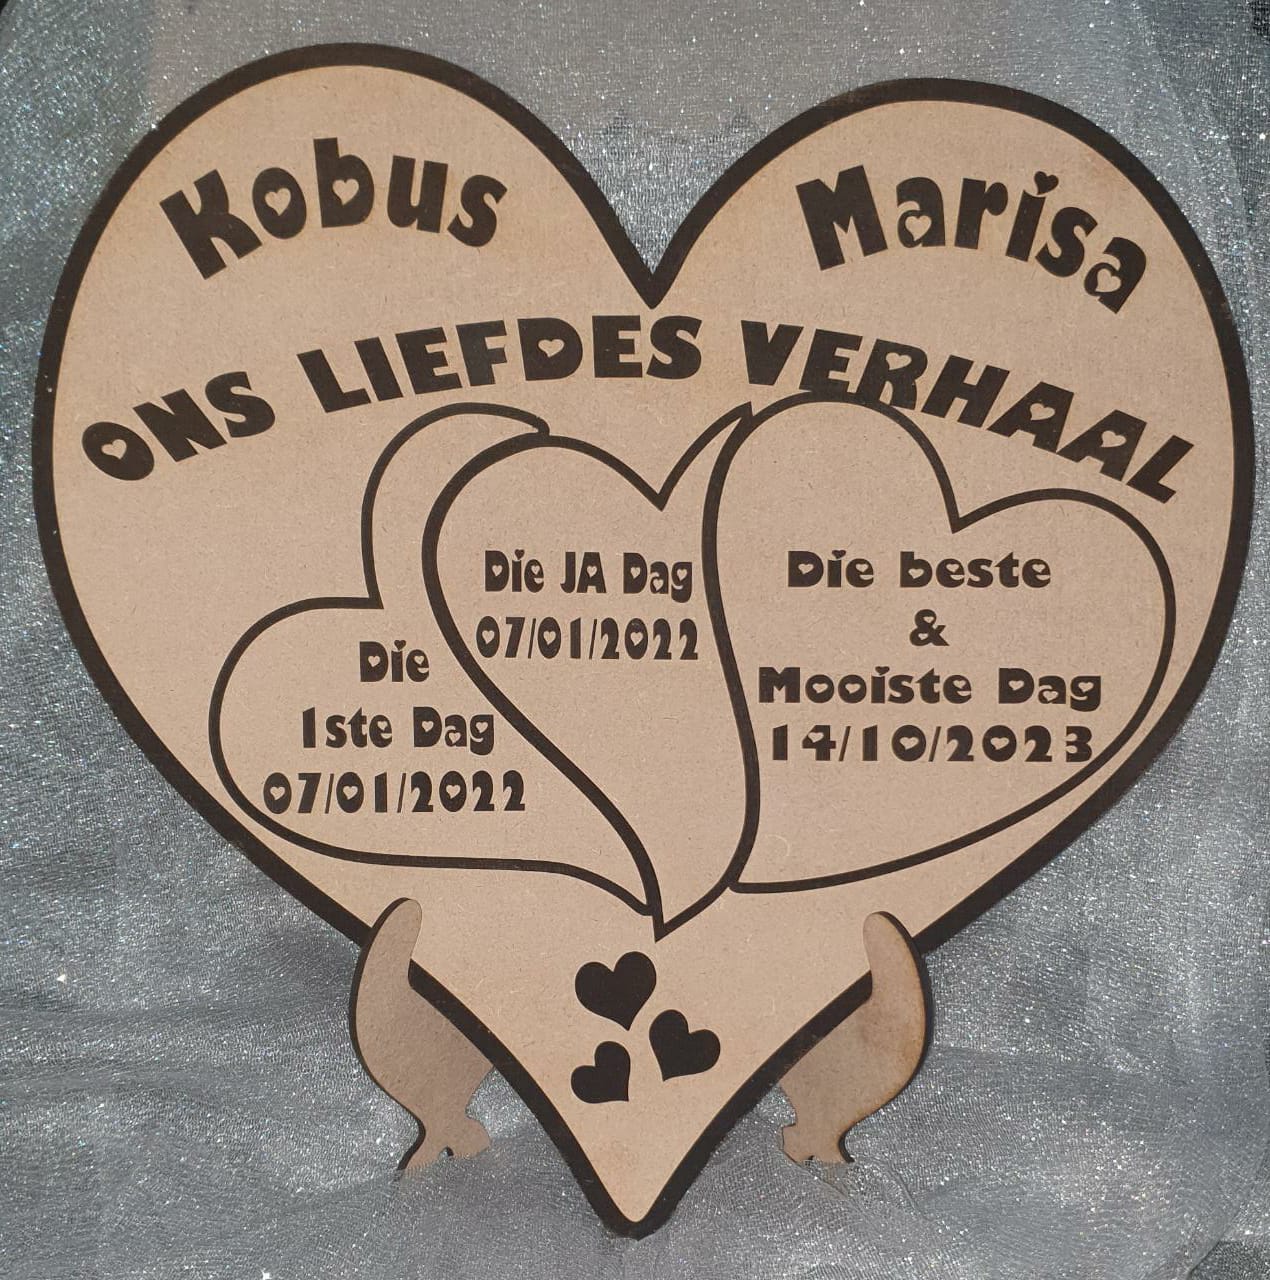 Kobus
Marisa
ONS LIEFDES VERHAAL
Die
1ste Dag
07/01/2022
Die JA Dag
07/01/2022
Die beste
&
Mooiste Dag
14/10/2023